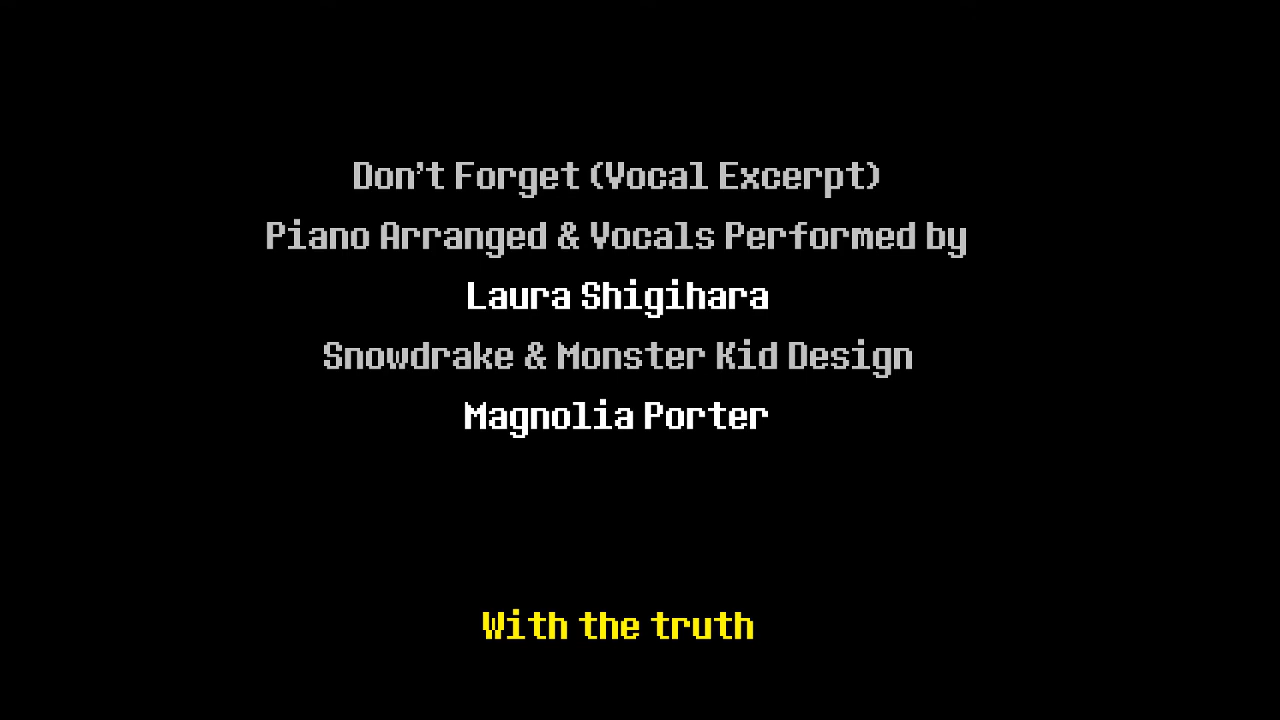 Don't Forget (Vocal Excerpt)
Piano Arranged & Vocals Performed by
Laura Shigihara
Snowdrake & Monster Kid Design
Magnolia Porter
With the truth